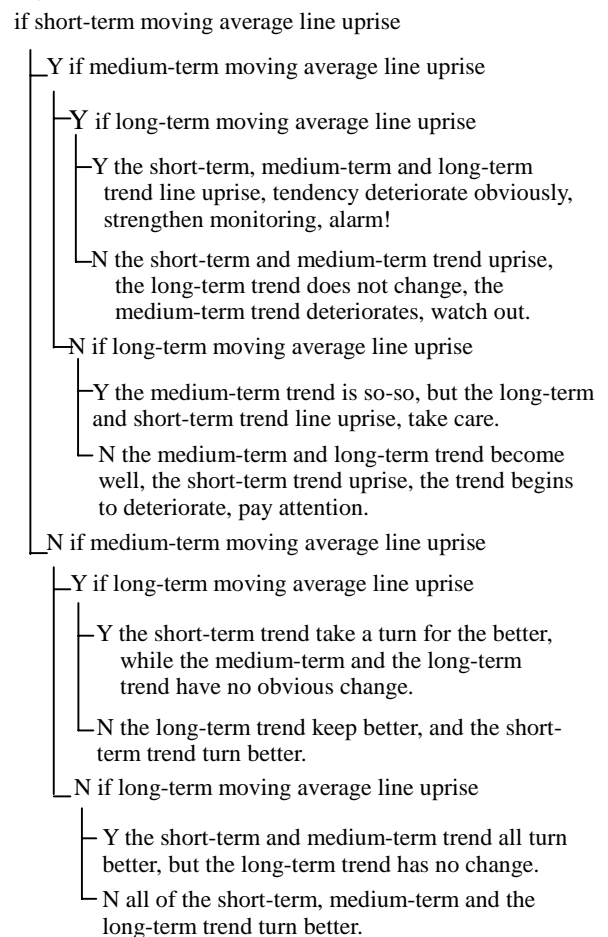 if short-term moving average line uprise
Y if medium-term moving average line uprise
Y if long-term moving average line uprise
Y the short-term, medium-term and long-term
trend line uprise, tendency deteriorate obviously,
strengthen monitoring, alarm!
N the short-term and medium-term trend uprise,
the long-term trend does not change, the
medium-term trend deteriorates, watch out.
N if long-term moving average line uprise
Y the medium-term trend is so-so, but the long-term
and short-term trend line uprise, take care.
N the medium-term and long-term trend become
well, the short-term trend uprise, the trend begins
to deteriorate, pay attention.
N if medium-term moving average line uprise
Y if long-term moving average line uprise
Y the short-term trend take a turn for the better,
while the medium-term and the long-term
trend have no obvious change.
N the long-term trend keep better, and the short-
term trend turn better.
N if long-term moving average line uprise
Y the short-term and medium-term trend all turn
better, but the long-term trend has no change.
N all of the short-term, medium-term and the
long-term trend turn better.